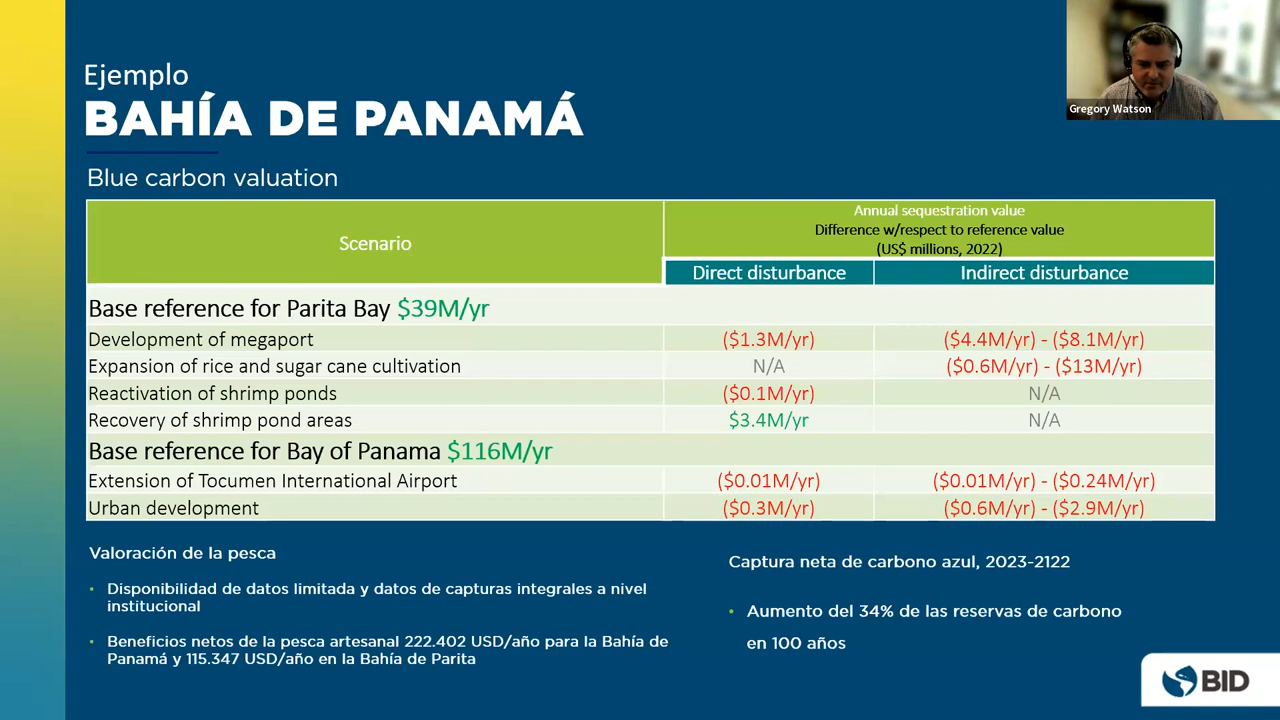 Ejemplo
BAHÍA DE PANAMÁ
Gregory Watson
Blue carbon valuation
Scenario
Annual sequestration value
Difference w/respect to reference value
(US$ millions, 2022)
Direct disturbance
Indirect disturbance
Base reference for Parita Bay $39M/yr
Development of megaport ($1.3M/yr) ($4.4M/yr) - ($8.1M/yr)
Expansion of rice and sugar cane cultivation N/A ($0.6M/yr) - ($13M/yr)
Reactivation of shrimp ponds ($0.1M/yr) N/A
Recovery of shrimp pond areas $3.4M/yr N/A
Base reference for Bay of Panama $116M/yr
Extension of Tocumen International Airport ($0.01M/yr) ($0.01M/yr) - ($0.24M/yr)
Urban development ($0.3M/yr) ($0.6M/yr) - ($2.9M/yr)
Valoración de la pesca
• Disponibilidad de datos limitada y datos de capturas integrales a nivel
institucional
• Beneficios netos de la pesca artesanal 222.402 USD/año para la Bahía de
Panamá y 115.347 USD/año en la Bahía de Parita
Captura neta de carbono azul, 2023-2122
• Aumento del 34% de las reservas de carbono
en 100 años
BID